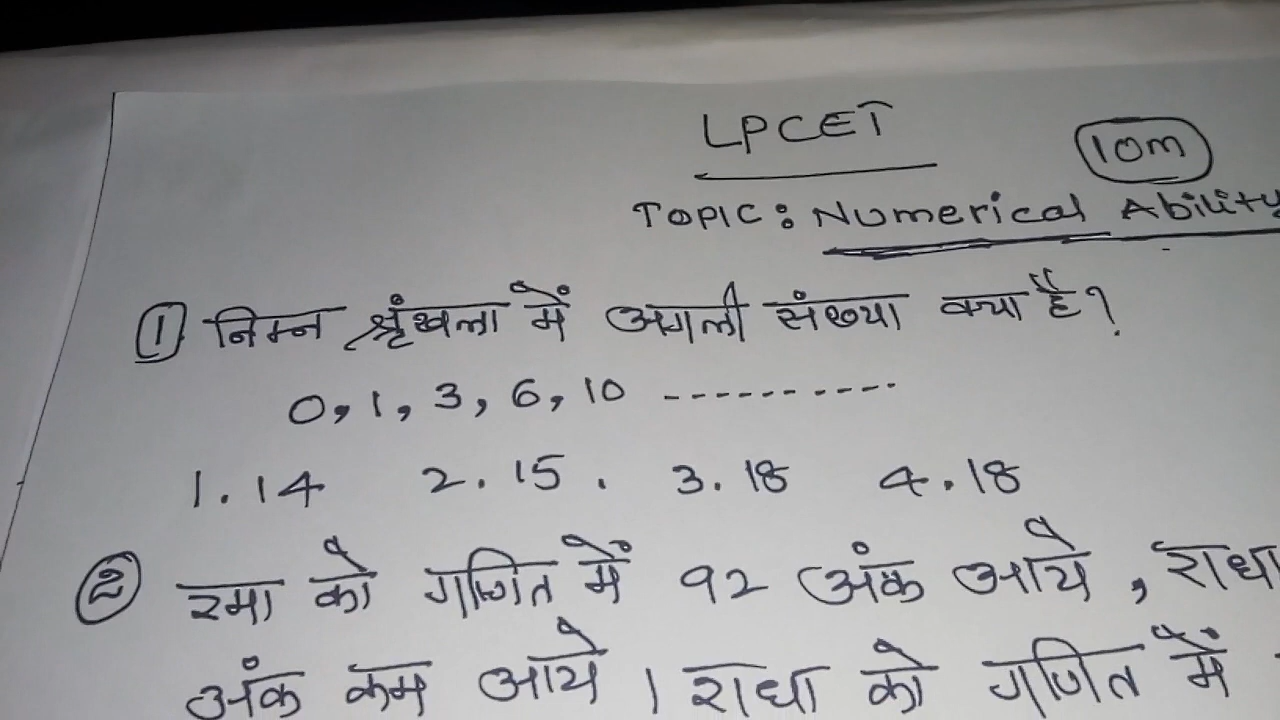 LPCET
10m
TOPIC: Numerical Ability
① निम्न श्रृंखला में अगली संख्या क्या है?
0, 1, 3, 6, 10 ----------
1. 14 2. 15. 3. 18 4. 18
② रमा को गणित में 92 अंक आये, राधा
अंक कम आये। राधा को गणित में